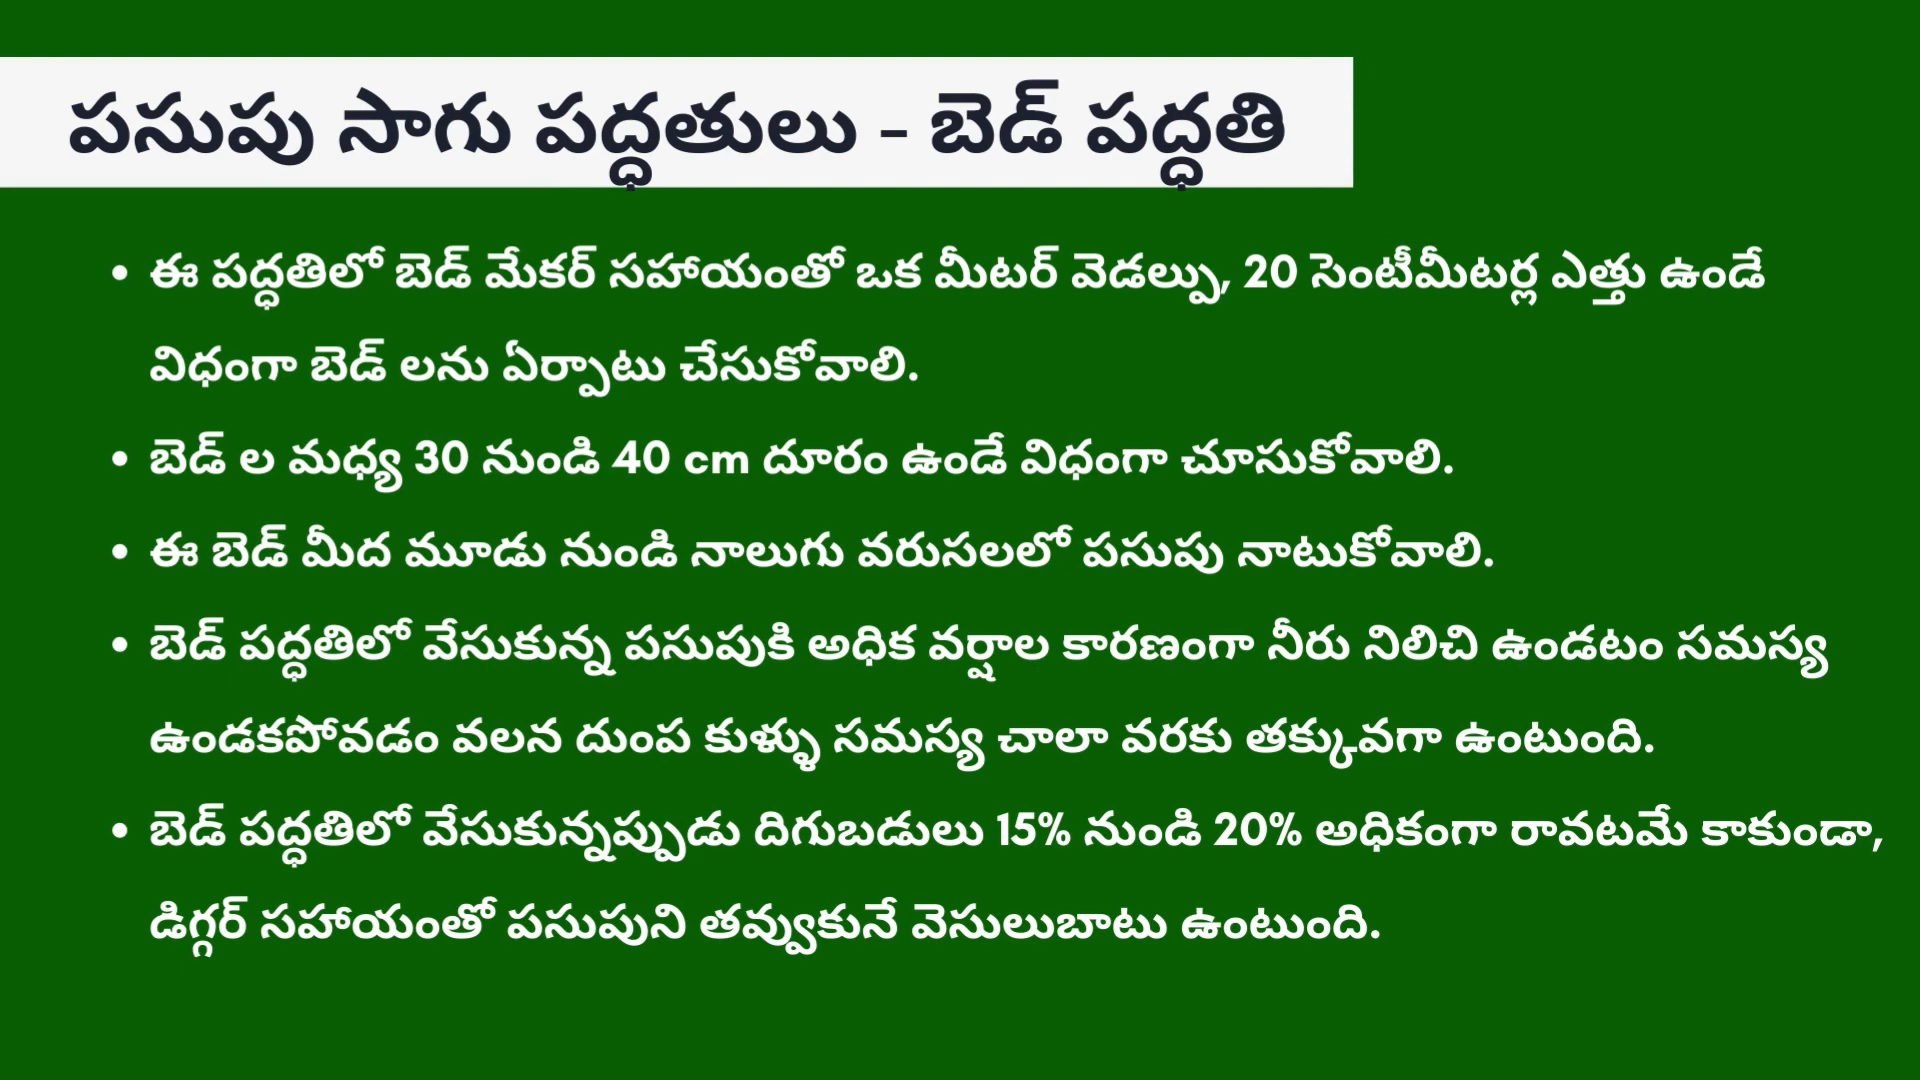 పసుపు సాగు పద్ధతులు - బెడ్ పద్ధతి
• ఈ పద్ధతిలో బెడ్ మేకర్ సహాయంతో ఒక మీటర్ వెడల్పు, 20 సెంటీమీటర్ల ఎత్తు ఉండే
విధంగా బెడ్ లను ఏర్పాటు చేసుకోవాలి.
• బెడ్ ల మధ్య 30 నుండి 40 cm దూరం ఉండే విధంగా చూసుకోవాలి.
• ఈ బెడ్ మీద మూడు నుండి నాలుగు వరుసలలో పసుపు నాటుకోవాలి.
• బెడ్ పద్ధతిలో వేసుకున్న పసుపుకి అధిక వర్షాల కారణంగా నీరు నిలిచి ఉండటం సమస్య
ఉండకపోవడం వలన దుంప కుళ్ళు సమస్య చాలా వరకు తక్కువగా ఉంటుంది.
• బెడ్ పద్ధతిలో వేసుకున్నప్పుడు దిగుబడులు 15% నుండి 20% అధికంగా రావటమే కాకుండా,
డిగ్గర్ సహాయంతో పసుపుని తవ్వుకునే వెసులుబాటు ఉంటుంది.